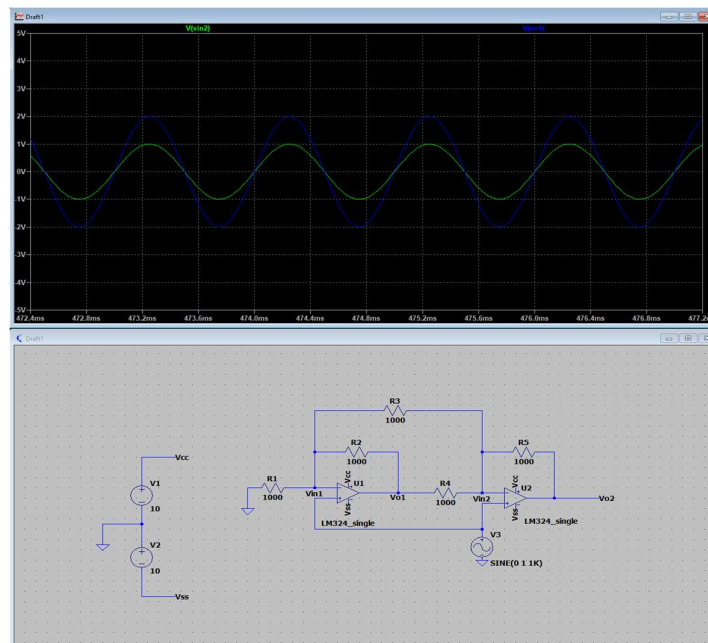 Draft1
V(vin2)
5V
4V
3V
2V
1V
0V
-1V
-2V
-3V
-4V
-5V
472.4ms 472.8ms 473.2ms 473.6ms 474.0ms 474.4ms 474.8ms 475.2ms 475.6ms 476.0ms 476.4ms 476.8ms 477.2
Draft1
R3
1000
R2
1000
R5
1000
Vcc
V1
10
R1
1000
Vin1
Vcc
U1
Vss
LM324_single
Vo1
R4
1000
Vin2
Vcc
U2
Vss
LM324_single
Vo2
V2
10
V3
SINE(0 1 1K)
Vss